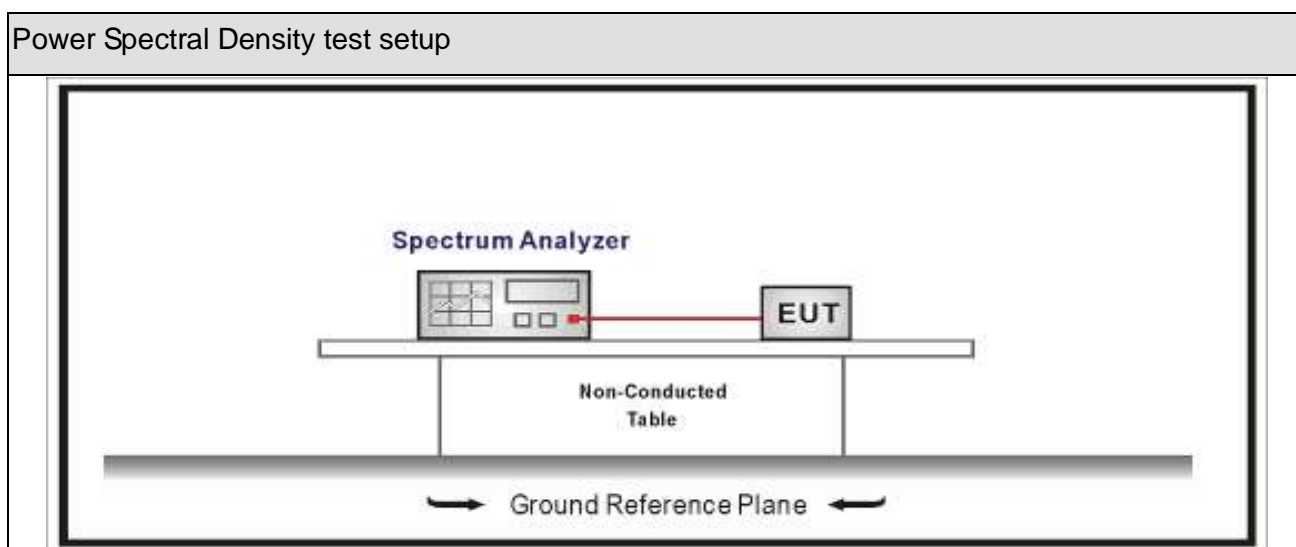 Power Spectral Density test setup
Spectrum Analyzer
EUT
Non-Conducted
Table
Ground Reference Plane